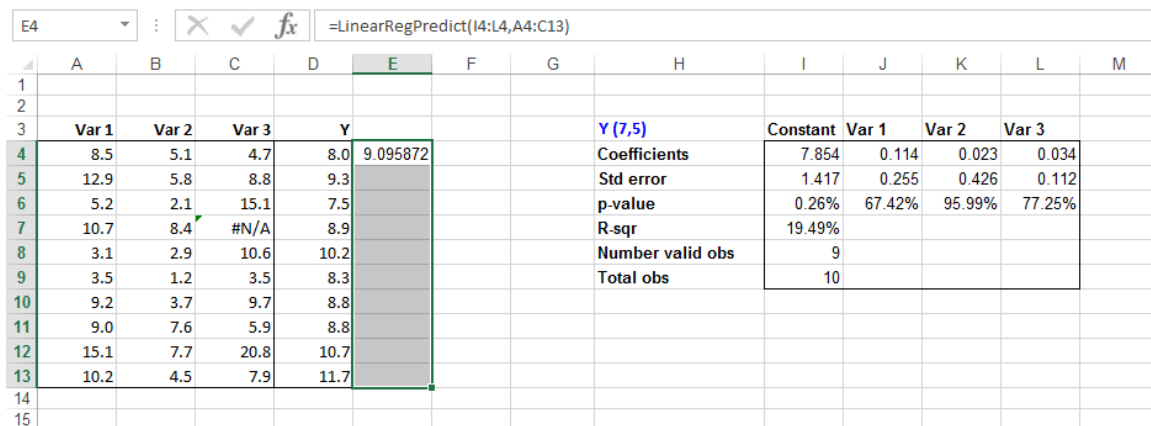 E4 fx =LinearRegPredict(I4:L4,A4:C13)
A B C D E F G H I J K L M
1
2
3 Var 1 Var 2 Var 3 Y Y (7,5) Constant Var 1 Var 2 Var 3
4 8.5 5.1 4.7 8.0 9.095872 Coefficients 7.854 0.114 0.023 0.034
5 12.9 5.8 8.8 9.3 Std error 1.417 0.255 0.426 0.112
6 5.2 2.1 15.1 7.5 p-value 0.26% 67.42% 95.99% 77.25%
7 10.7 8.4 #N/A 8.9 R-sqr 19.49%
8 3.1 2.9 10.6 10.2 Number valid obs 9
9 3.5 1.2 3.5 8.3 Total obs 10
10 9.2 3.7 9.7 8.8
11 9.0 7.6 5.9 8.8
12 15.1 7.7 20.8 10.7
13 10.2 4.5 7.9 11.7
14
15